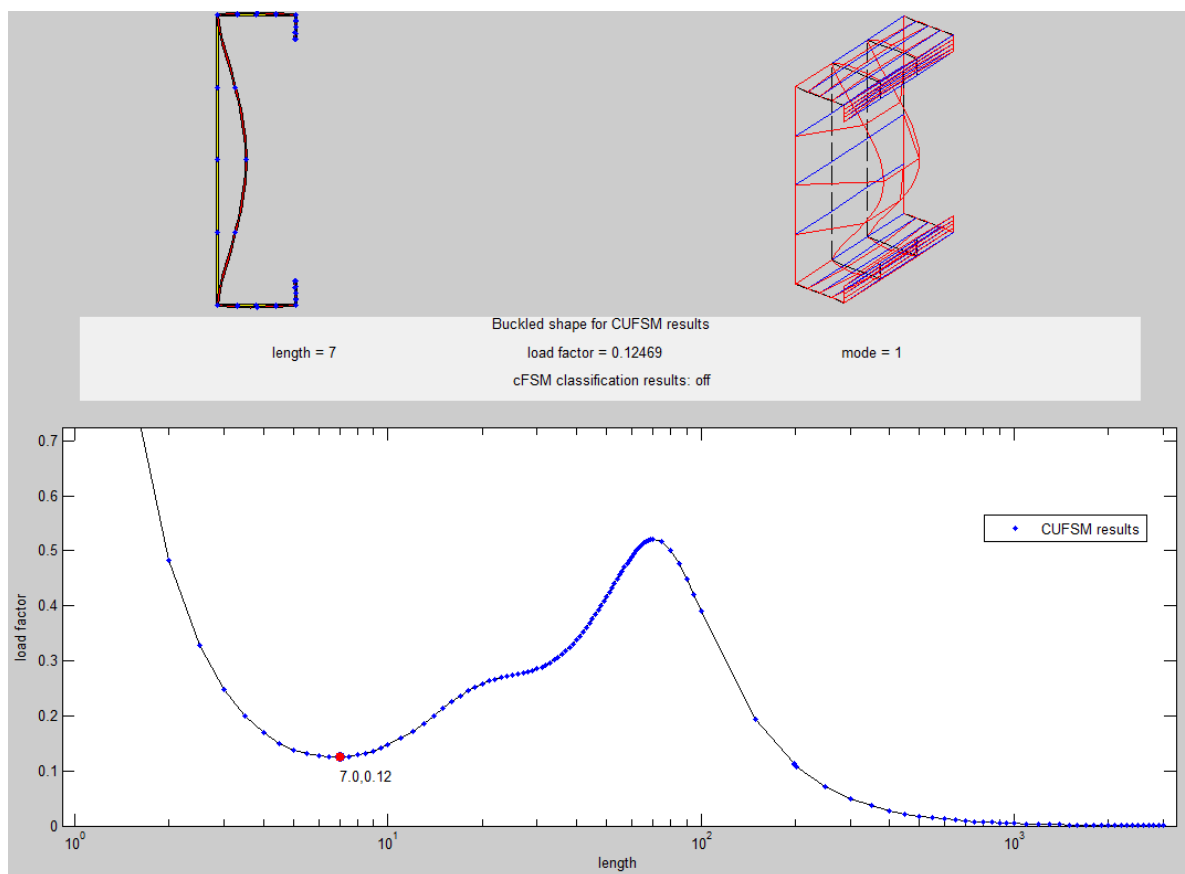 Buckled shape for CUFSM results
length = 7 load factor = 0.12469 mode = 1
cFSM classification results: off
0.7
0.6
0.5
0.4
0.3
0.2
0.1
0
load factor
CUFSM results
7.0,0.12
10^0 10^1 10^2 10^3
length